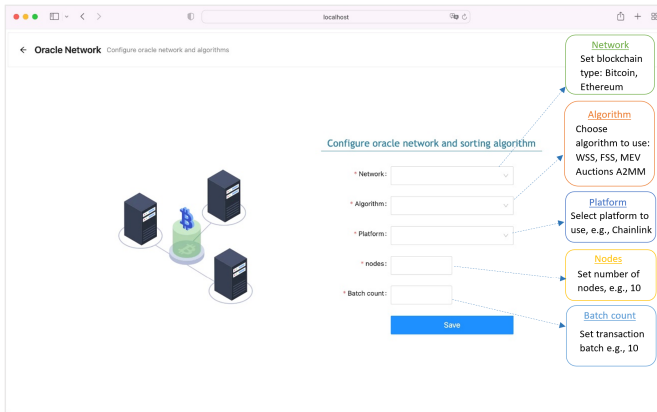 localhost
Oracle Network Configure oracle network and algorithms
Configure oracle network and sorting algorithm
* Network:
* Algorithm:
* Platform:
* nodes:
* Batch count:
Save
Network
Set blockchain
type: Bitcoin,
Ethereum
Algorithm
Choose
algorithm to use:
WSS, FSS, MEV
Auctions A2MM
Platform
Select platform to
use, e.g., Chainlink
Nodes
Set number of
nodes, e.g., 10
Batch count
Set transaction
batch e.g., 10